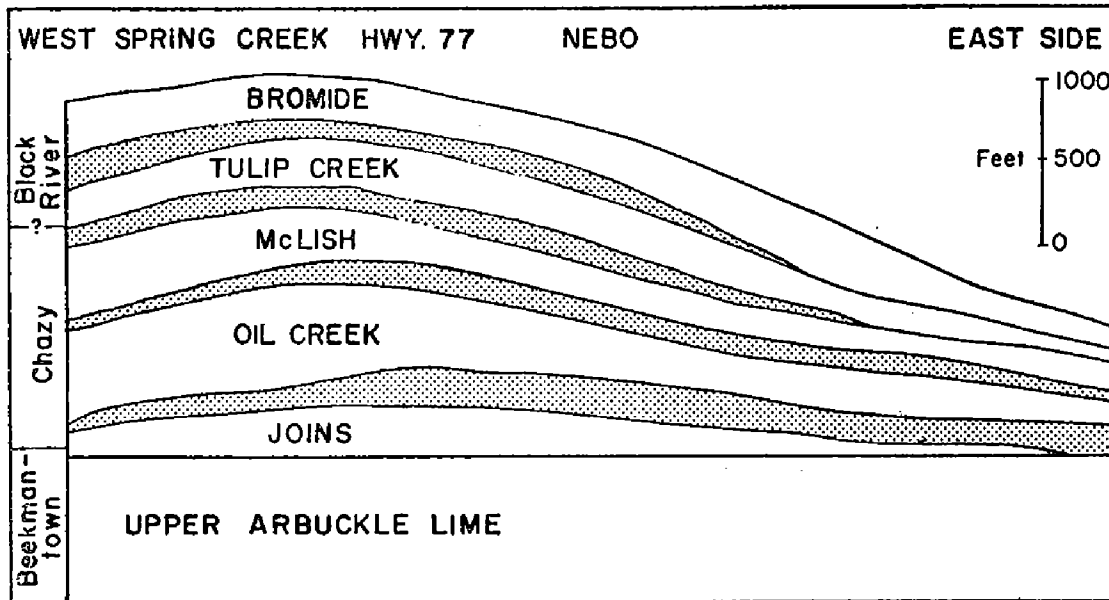 WEST SPRING CREEK HWY. 77 NEBO EAST SIDE
1000
Feet 500
0
BROMIDE
TULIP CREEK
McLISH
OIL CREEK
JOINS
UPPER ARBUCKLE LIME
Black
River
?
Chazy
Beekman-
town